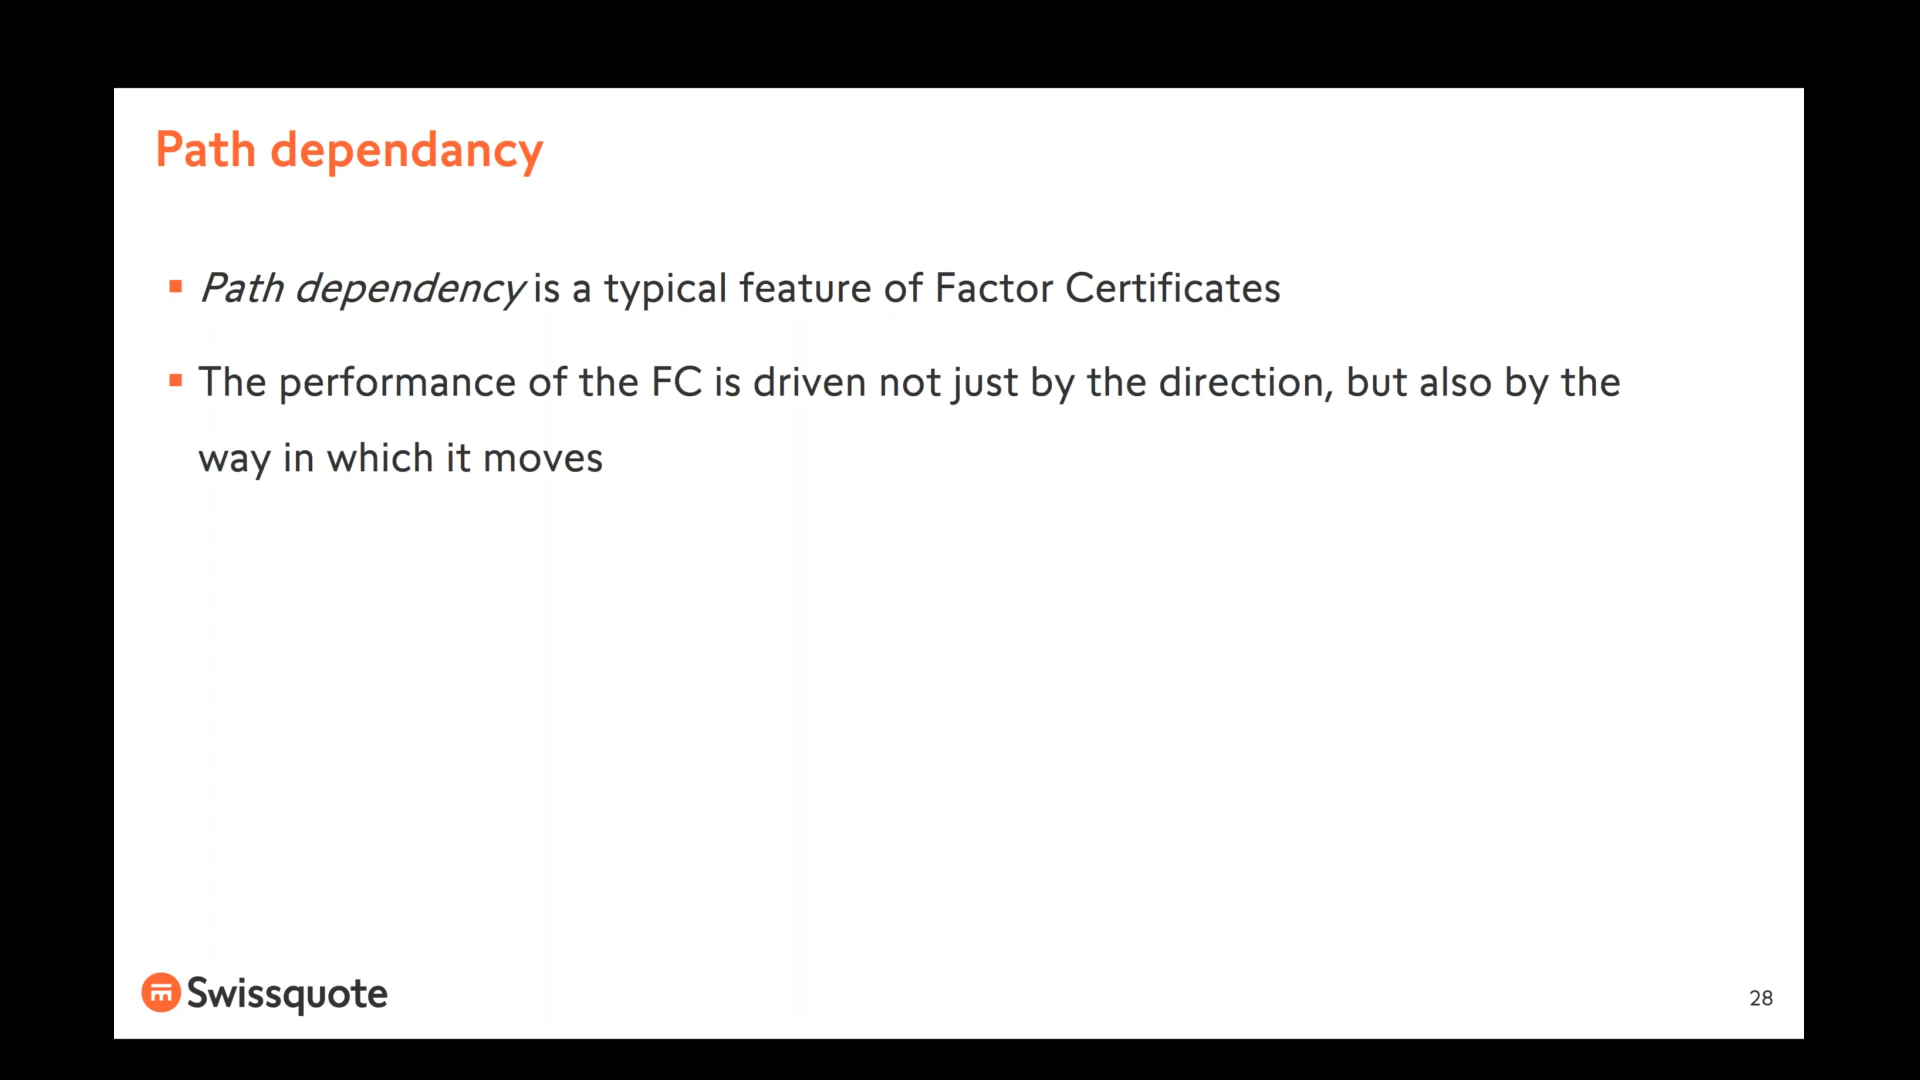 Path dependancy
Path dependency is a typical feature of Factor Certificates
The performance of the FC is driven not just by the direction, but also by the
way in which it moves
Swissquote
28